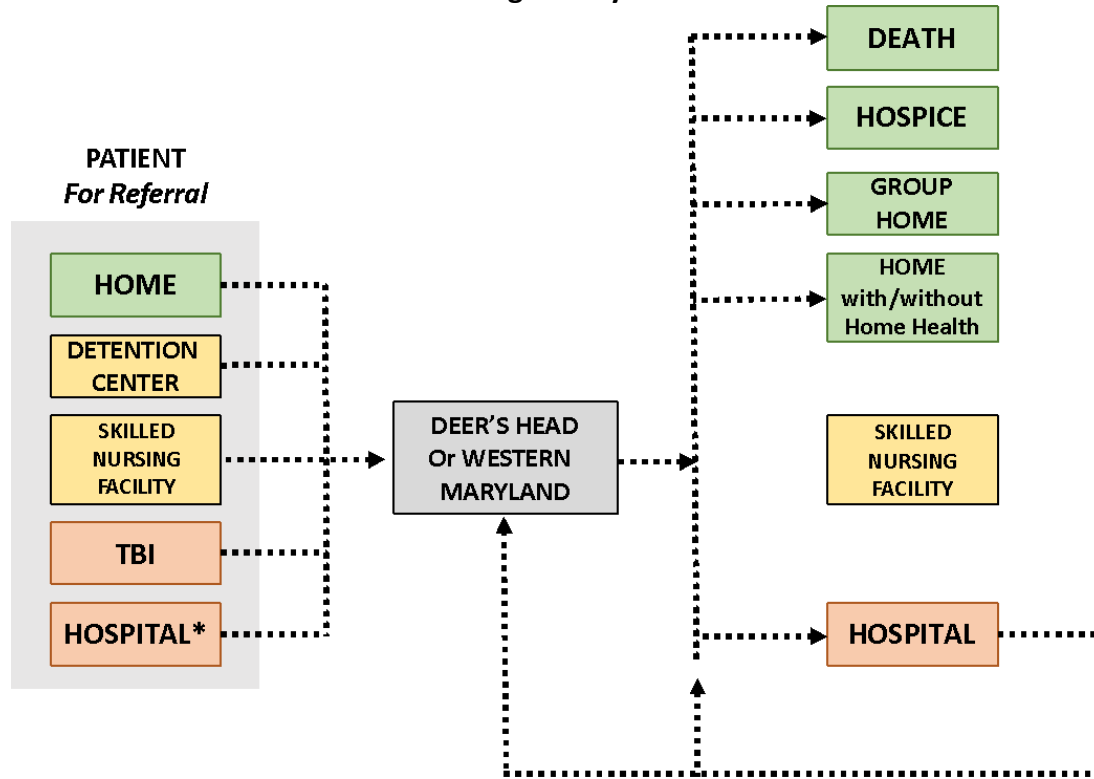 PATIENT
For Referral
HOME
DETENTION
CENTER
SKILLED
NURSING
FACILITY
TBI
HOSPITAL*
DEER’S HEAD
Or WESTERN
MARYLAND
DEATH
HOSPICE
GROUP
HOME
HOME
with/without
Home Health
SKILLED
NURSING
FACILITY
HOSPITAL